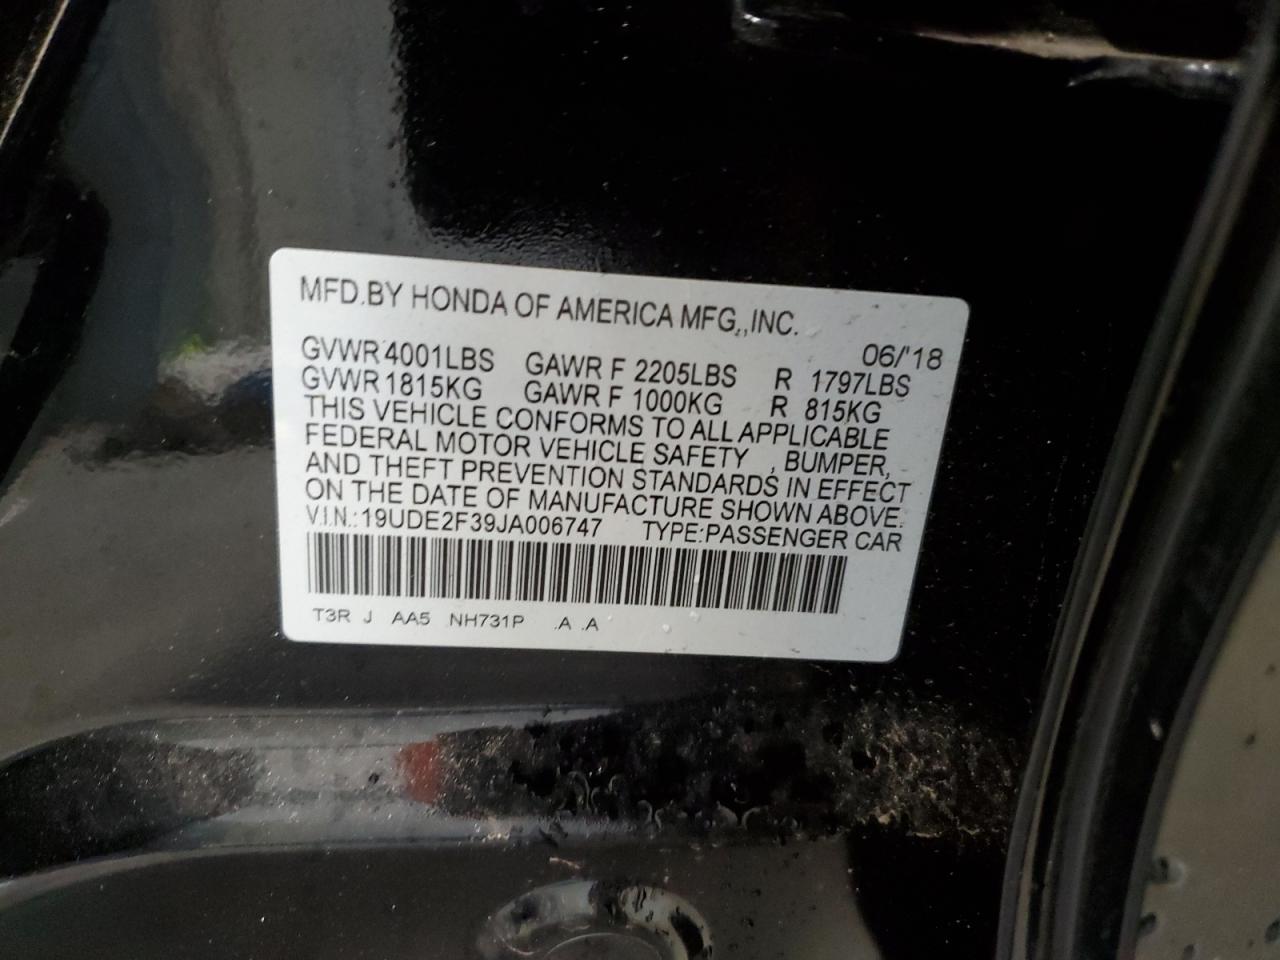 MFD.BY HONDA OF AMERICA MFG.,INC.
06/'18
GVWR 4001LBS GAWR F 2205LBS R 1797LBS
GVWR 1815KG GAWR F 1000KG R 815KG
THIS VEHICLE CONFORMS TO ALL APPLICABLE
FEDERAL MOTOR VEHICLE SAFETY , BUMPER,
AND THEFT PREVENTION STANDARDS IN EFFECT
ON THE DATE OF MANUFACTURE SHOWN ABOVE.
V.I.N.:19UDE2F39JA006747 TYPE:PASSENGER CAR
T3R J AA5 NH731P .A .A